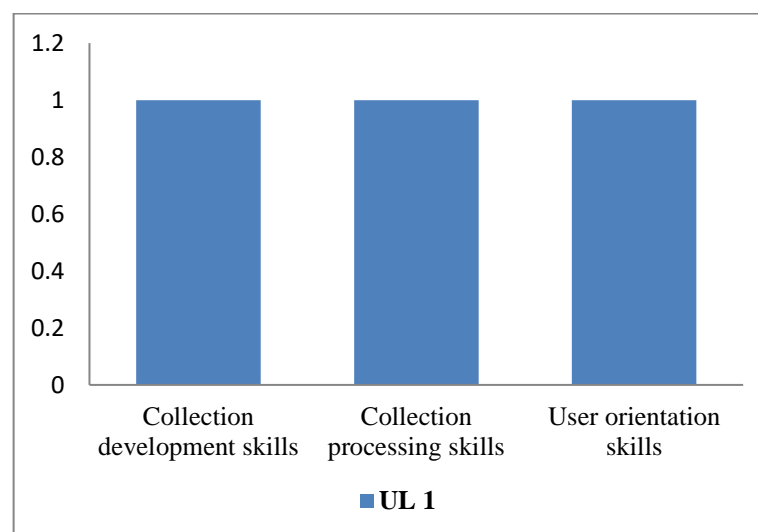 1.2
1
0.8
0.6
0.4
0.2
0
Collection development skills
Collection processing skills
User orientation skills
UL 1